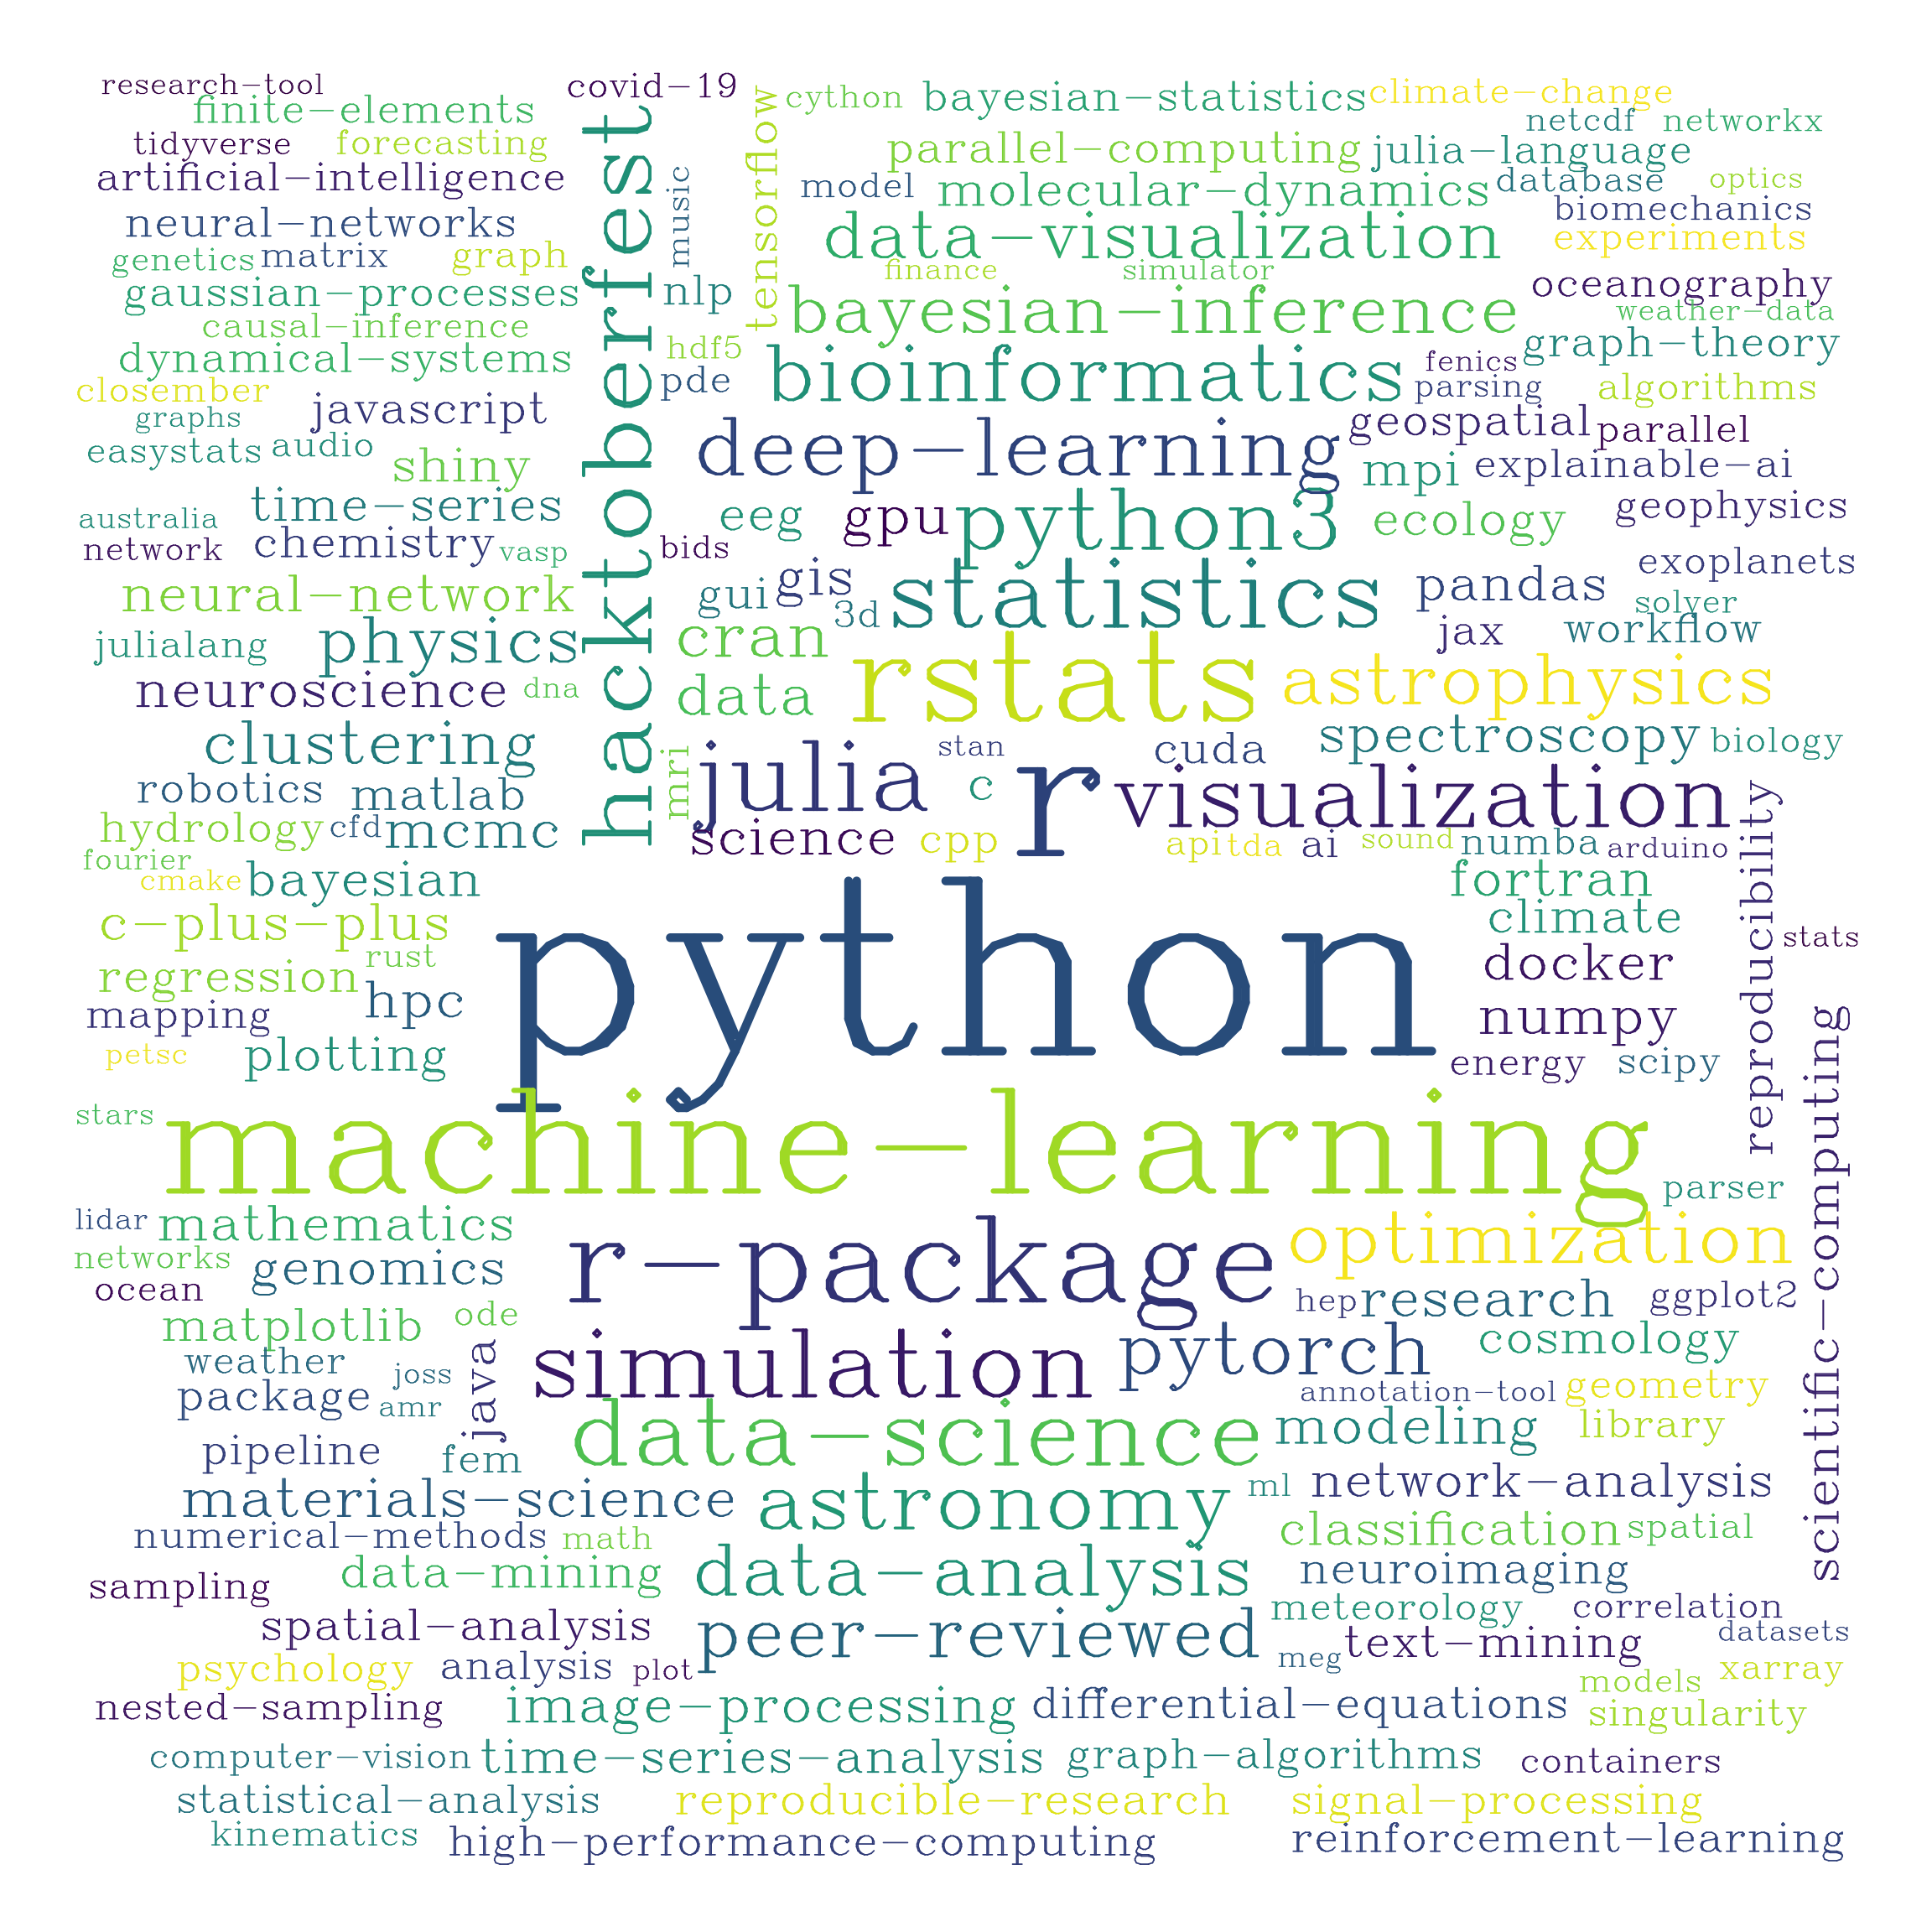 research-tool
covid-19
cython
bayesian-statistics
climate-change
finite-elements
netcdf
networkx
tidyverse
forecasting
parallel-computing
julia-language
artificial-intelligence
hacktoberfest
music
tensorflow
model
molecular-dynamics
database
optics
neural-networks
data-visualization
biomechanics
experiments
genetics
matrix
graph
finance
simulator
oceanography
gaussian-processes
nlp
bayesian-inference
weather-data
causal-inference
dynamical-systems
hdf5
pde
bioinformatics
fenics
graph-theory
closember
parsing
algorithms
graphs
javascript
geospatial
parallel
easystats
audio
shiny
deep-learning
mpi
explainable-ai
australia
time-series
eeg
gpu
python3
ecology
geophysics
network
chemistry
vasp
bids
exoplanets
neural-network
gui
gis
3d
statistics
pandas
solver
julialang
physics
cran
jax
workflow
neuroscience
dna
data
rstats
astrophysics
clustering
mri
julia
stan
c
r
cuda
spectroscopy
biology
robotics
matlab
visualization
reproducibility
hydrology
cfd
mcmc
science
cpp
api
tda
ai
sound
numba
arduino
fourier
cmake
bayesian
fortran
c-plus-plus
climate
stats
regression
rust
python
docker
mapping
hpc
numpy
scientific-computing
petsc
plotting
energy
scipy
stars
machine-learning
parser
lidar
mathematics
networks
genomics
r-package
optimization
ocean
hep
research
ggplot2
matplotlib
ode
java
simulation
pytorch
cosmology
weather
joss
package
amr
annotation-tool
geometry
pipeline
fem
data-science
modeling
library
materials-science
astronomy
ml
network-analysis
numerical-methods
math
classification
spatial
sampling
data-mining
data-analysis
neuroimaging
spatial-analysis
peer-reviewed
meteorology
correlation
psychology
analysis
plot
meg
text-mining
datasets
models
xarray
nested-sampling
image-processing
differential-equations
singularity
computer-vision
time-series-analysis
graph-algorithms
containers
statistical-analysis
reproducible-research
signal-processing
kinematics
high-performance-computing
reinforcement-learning